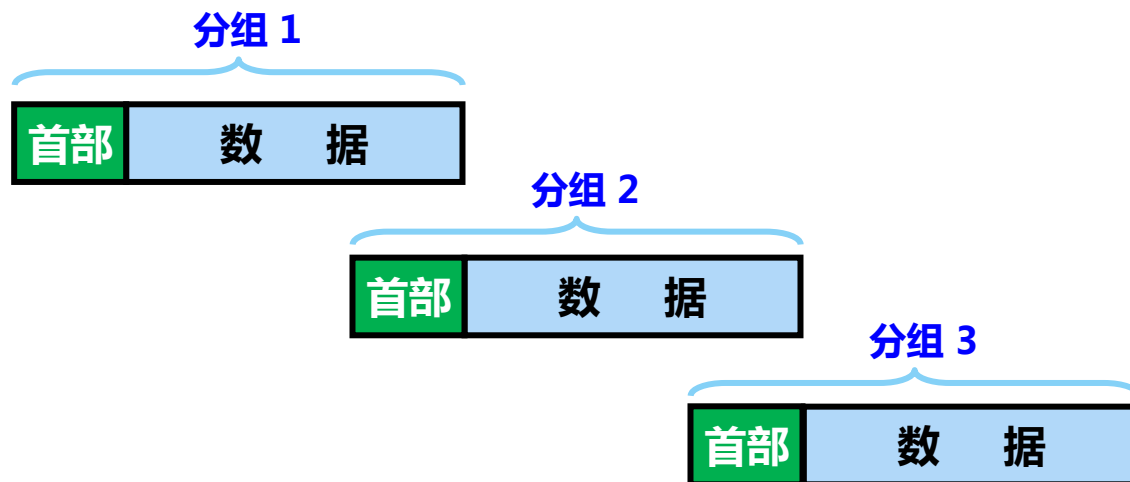 分组 1
首部 数 据
分组 2
首部 数 据
分组 3
首部 数 据